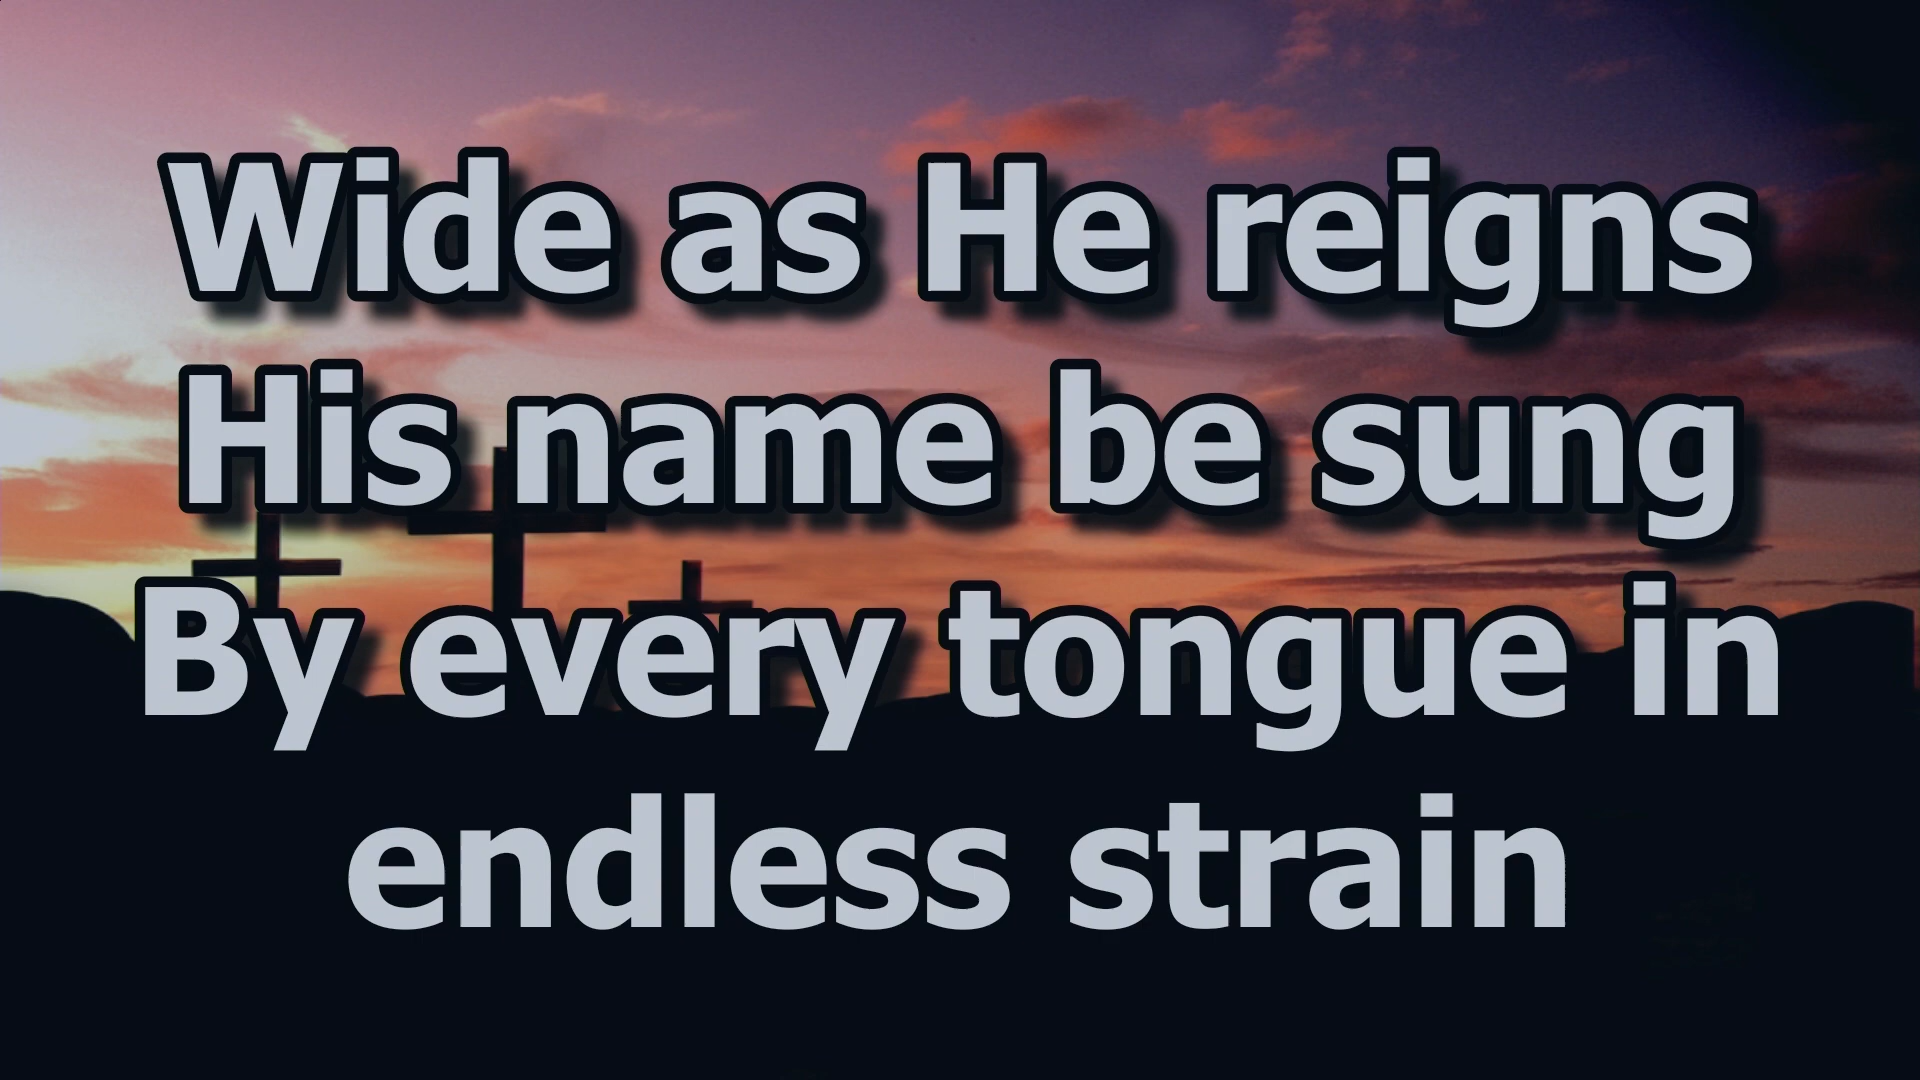 Wide as He reigns
His name be sung
By every tongue in
endless strain